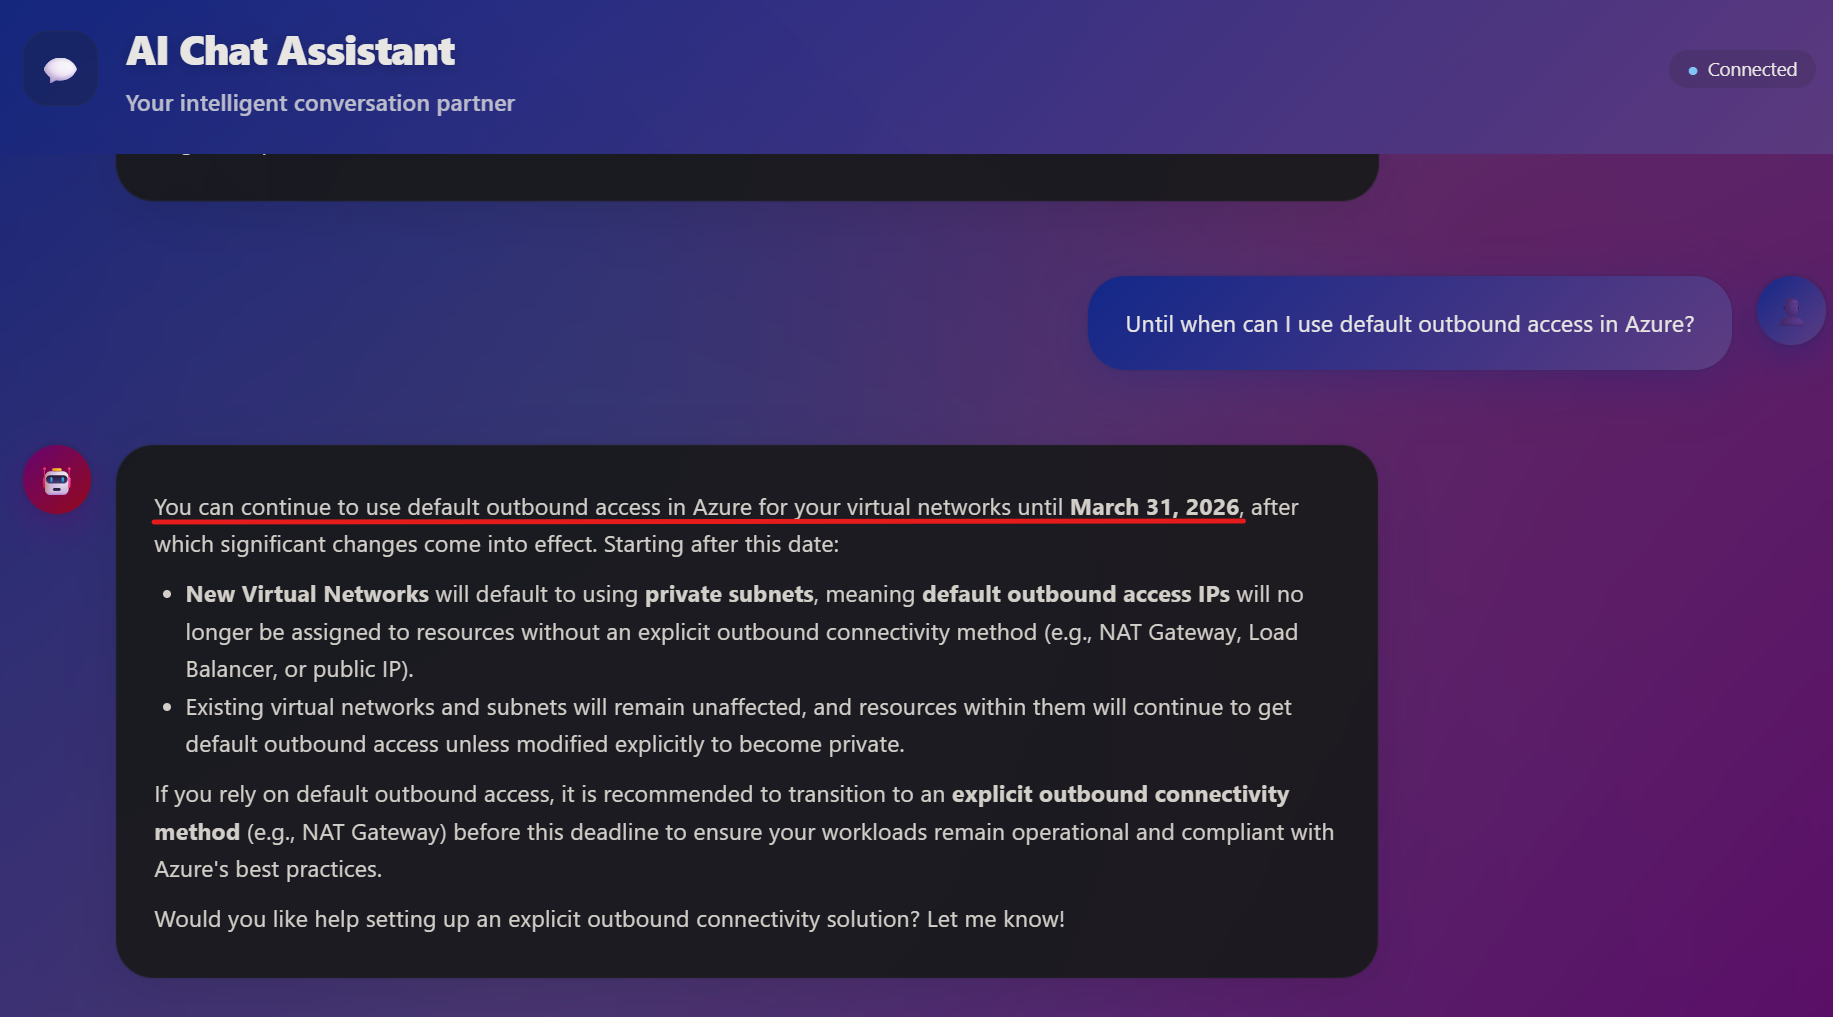 AI Chat Assistant
Your intelligent conversation partner
Connected
Until when can I use default outbound access in Azure?
You can continue to use default outbound access in Azure for your virtual networks until March 31, 2026, after
which significant changes come into effect. Starting after this date:
• New Virtual Networks will default to using private subnets, meaning default outbound access IPs will no
longer be assigned to resources without an explicit outbound connectivity method (e.g., NAT Gateway, Load
Balancer, or public IP).
• Existing virtual networks and subnets will remain unaffected, and resources within them will continue to get
default outbound access unless modified explicitly to become private.
If you rely on default outbound access, it is recommended to transition to an explicit outbound connectivity
method (e.g., NAT Gateway) before this deadline to ensure your workloads remain operational and compliant with
Azure's best practices.
Would you like help setting up an explicit outbound connectivity solution? Let me know!